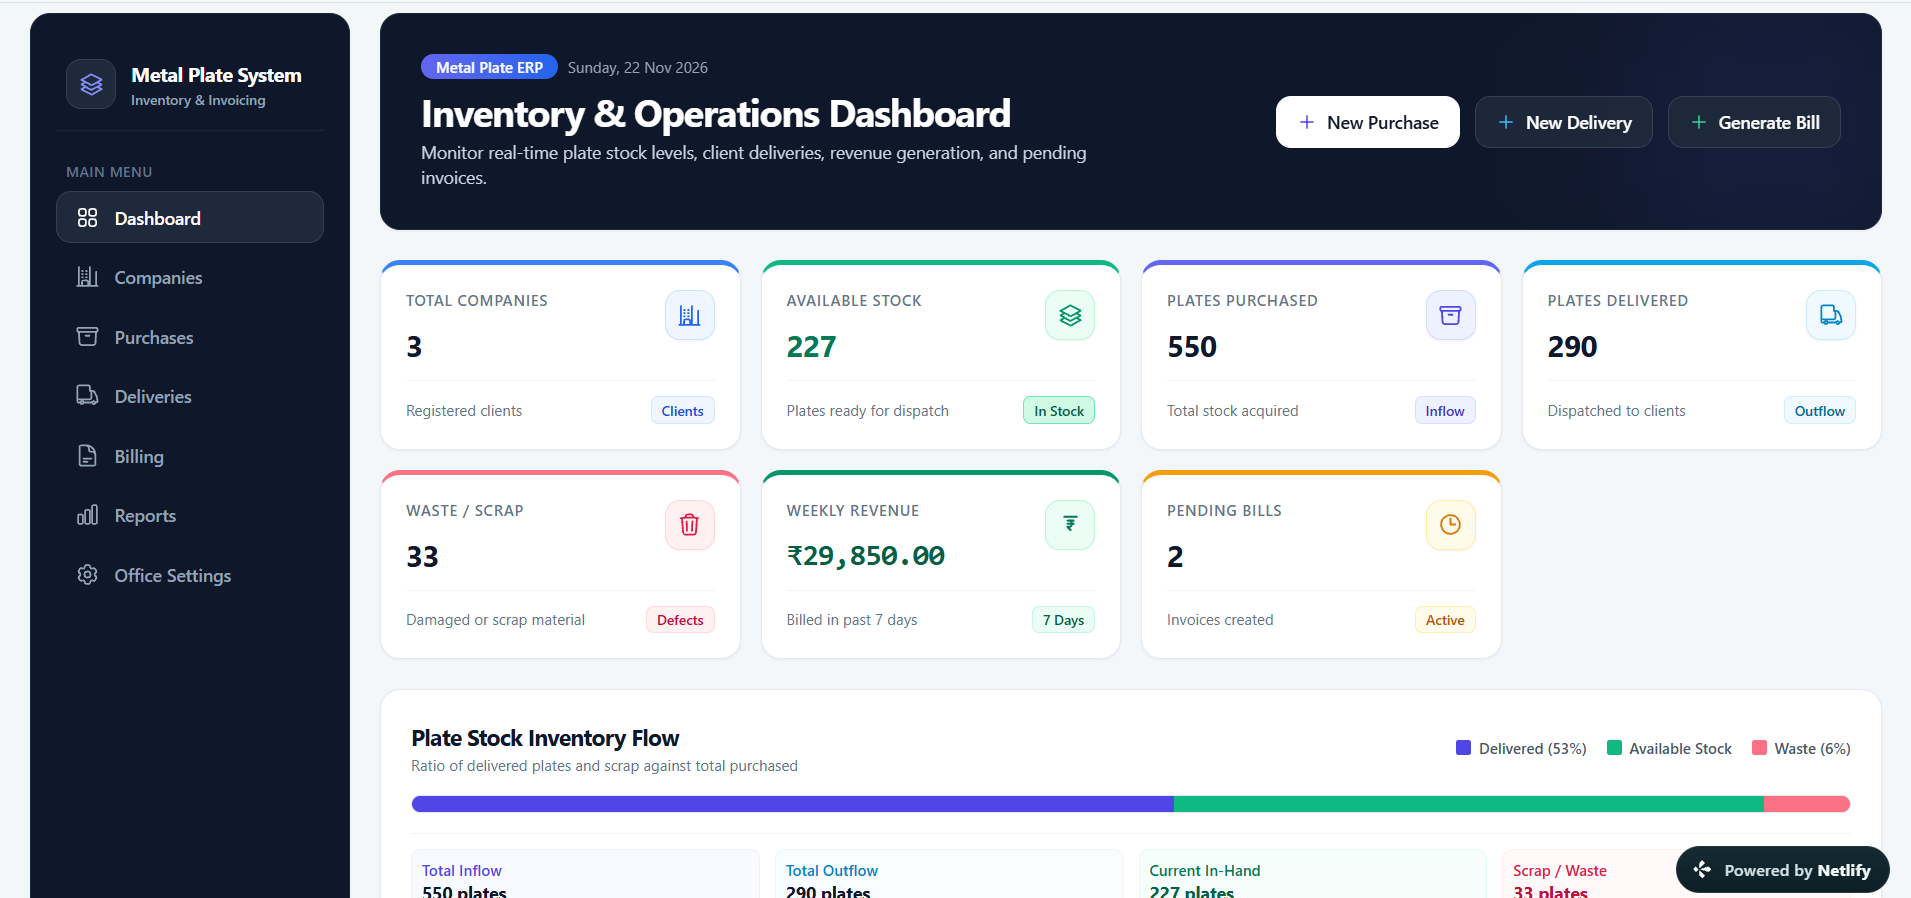 Metal Plate System
Inventory & Invoicing
MAIN MENU
Dashboard
Companies
Purchases
Deliveries
Billing
Reports
Office Settings
Metal Plate ERP Sunday, 22 Nov 2026
Inventory & Operations Dashboard
Monitor real-time plate stock levels, client deliveries, revenue generation, and pending
invoices.
New Purchase
New Delivery
Generate Bill
TOTAL COMPANIES
3
Registered clients Clients
AVAILABLE STOCK
227
Plates ready for dispatch In Stock
PLATES PURCHASED
550
Total stock acquired Inflow
PLATES DELIVERED
290
Dispatched to clients Outflow
WASTE / SCRAP
33
Damaged or scrap material Defects
WEEKLY REVENUE
₹29,850.00
Billed in past 7 days 7 Days
PENDING BILLS
2
Invoices created Active
Plate Stock Inventory Flow
Ratio of delivered plates and scrap against total purchased
Delivered (53%) Available Stock Waste (6%)
Total Inflow
550 plates
Total Outflow
290 plates
Current In-Hand
227 plates
Scrap / Waste
33 plates
Powered by Netlify